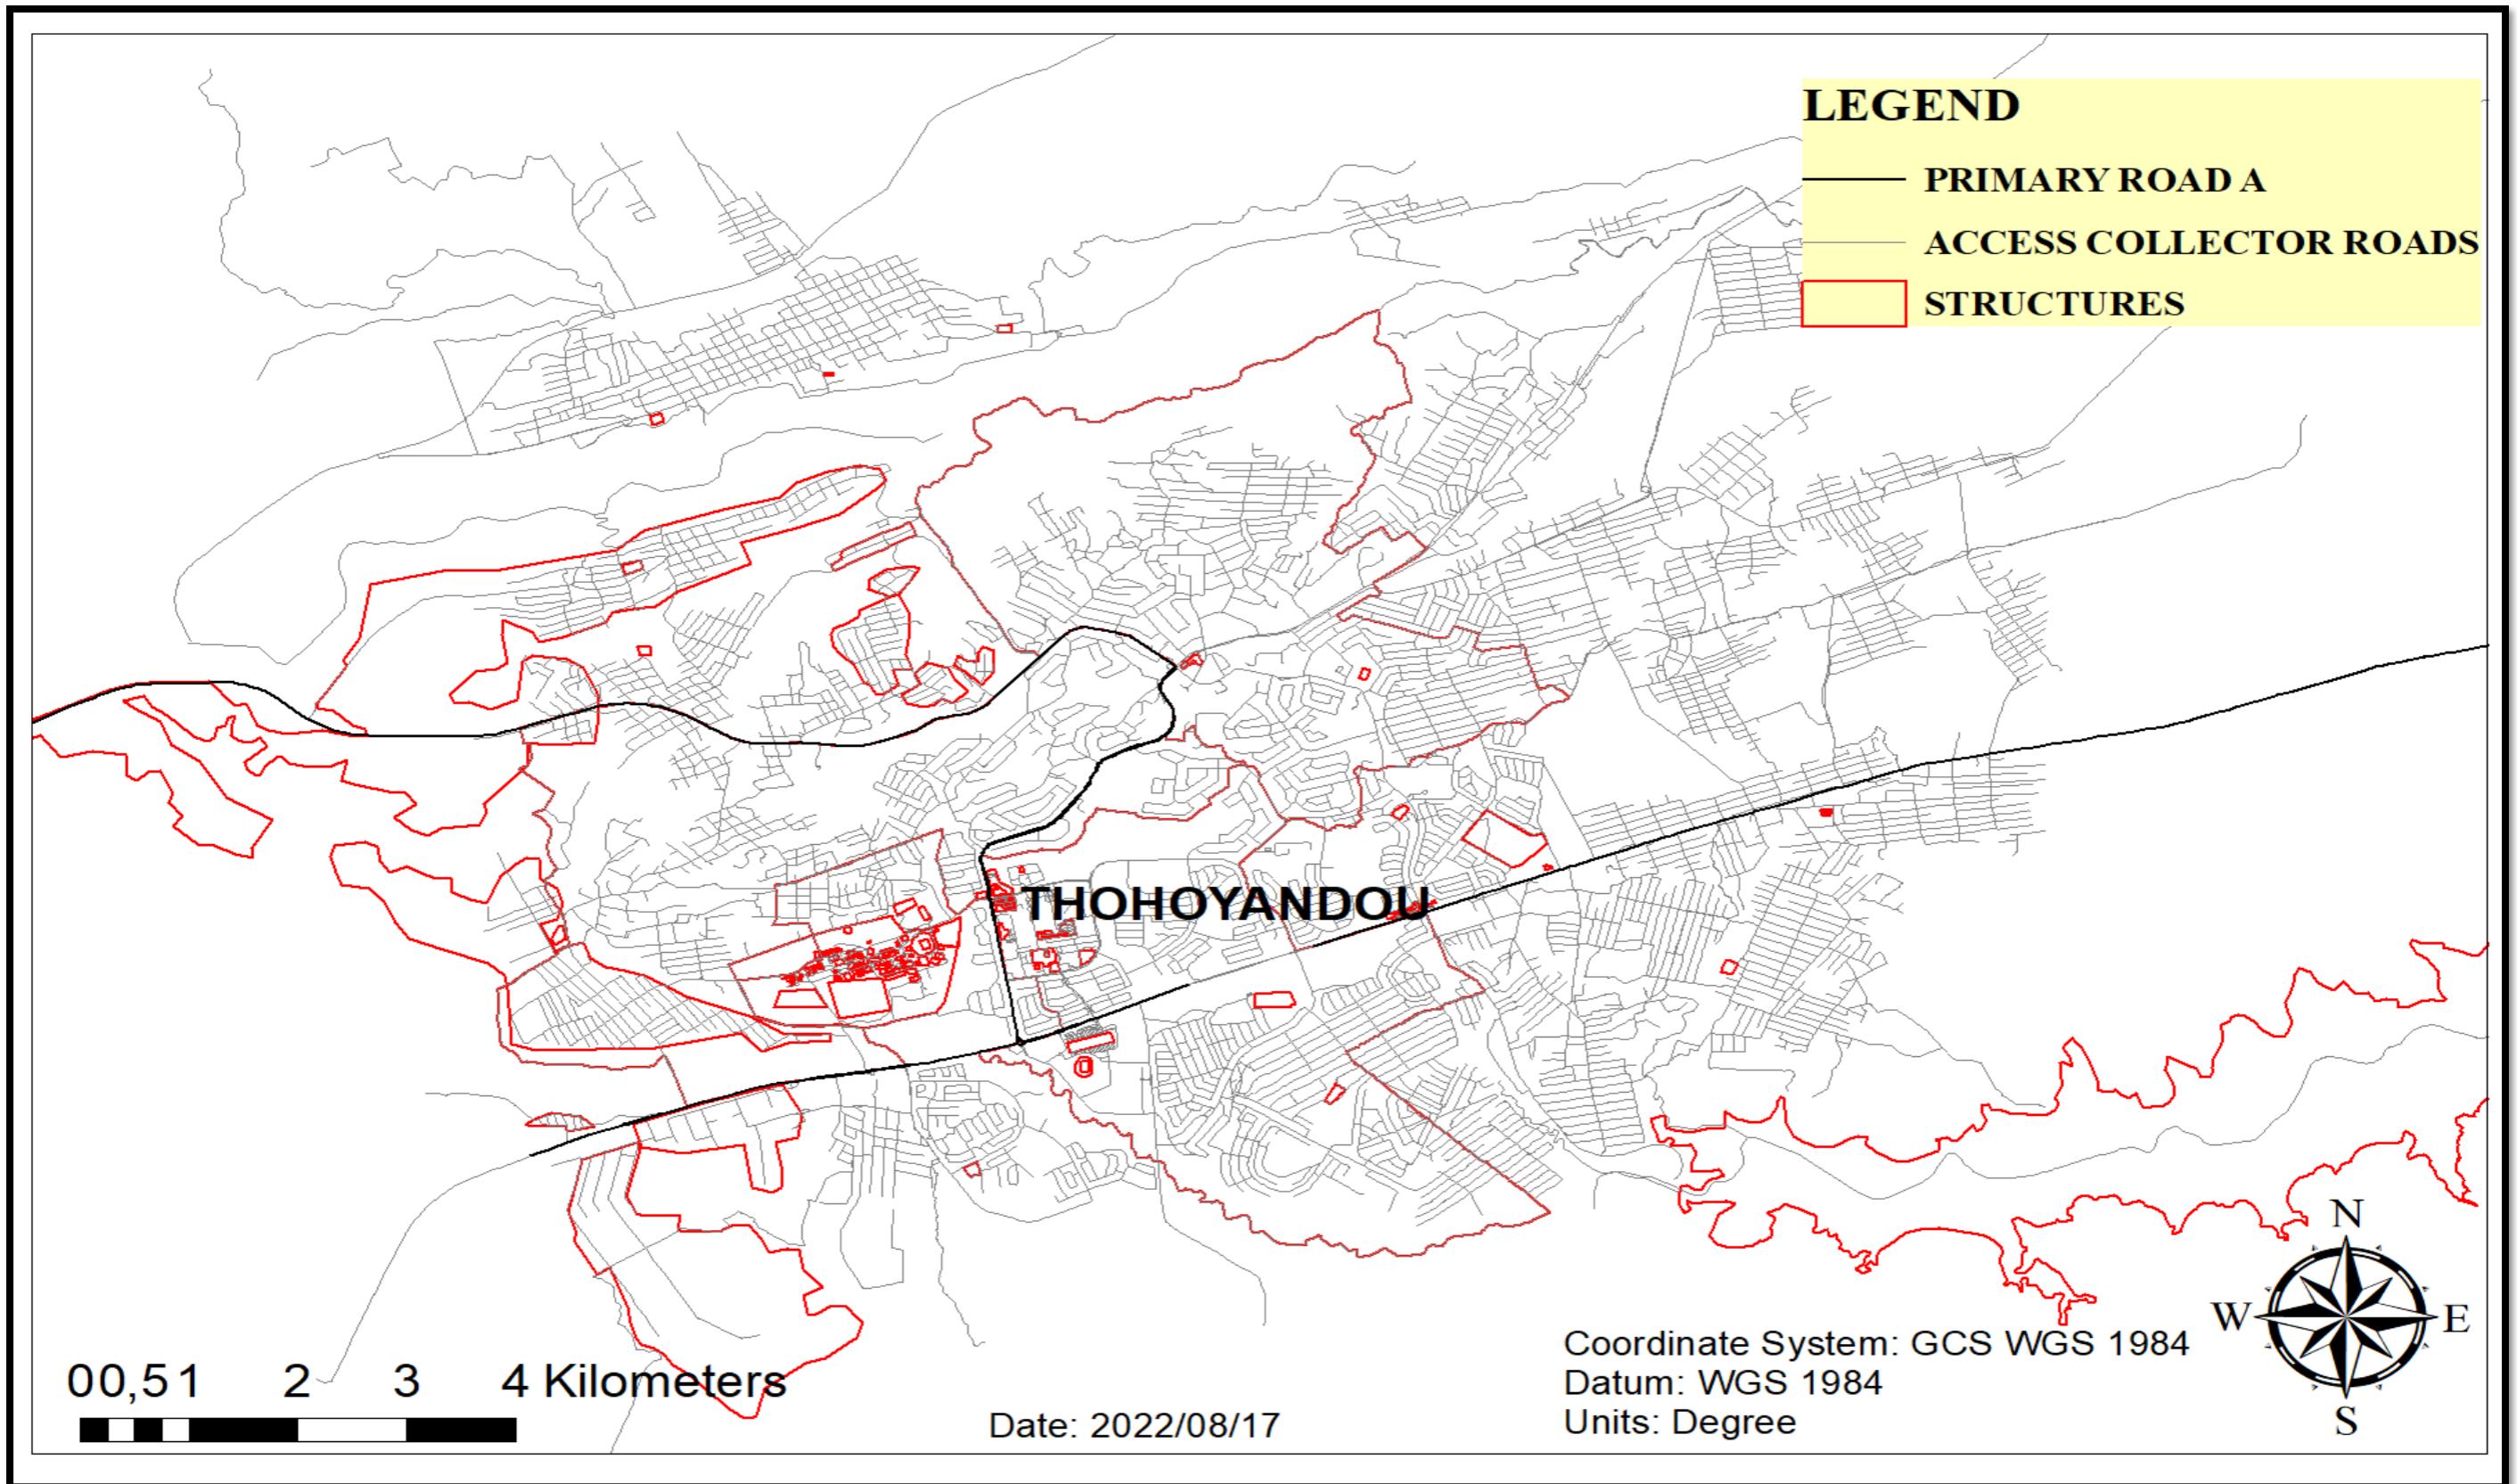 LEGEND
PRIMARY ROAD A
ACCESS COLLECTOR ROADS
STRUCTURES
THOHOYANDOU
N
W E
S
00,51 2 3 4 Kilometers
Date: 2022/08/17
Coordinate System: GCS WGS 1984
Datum: WGS 1984
Units: Degree